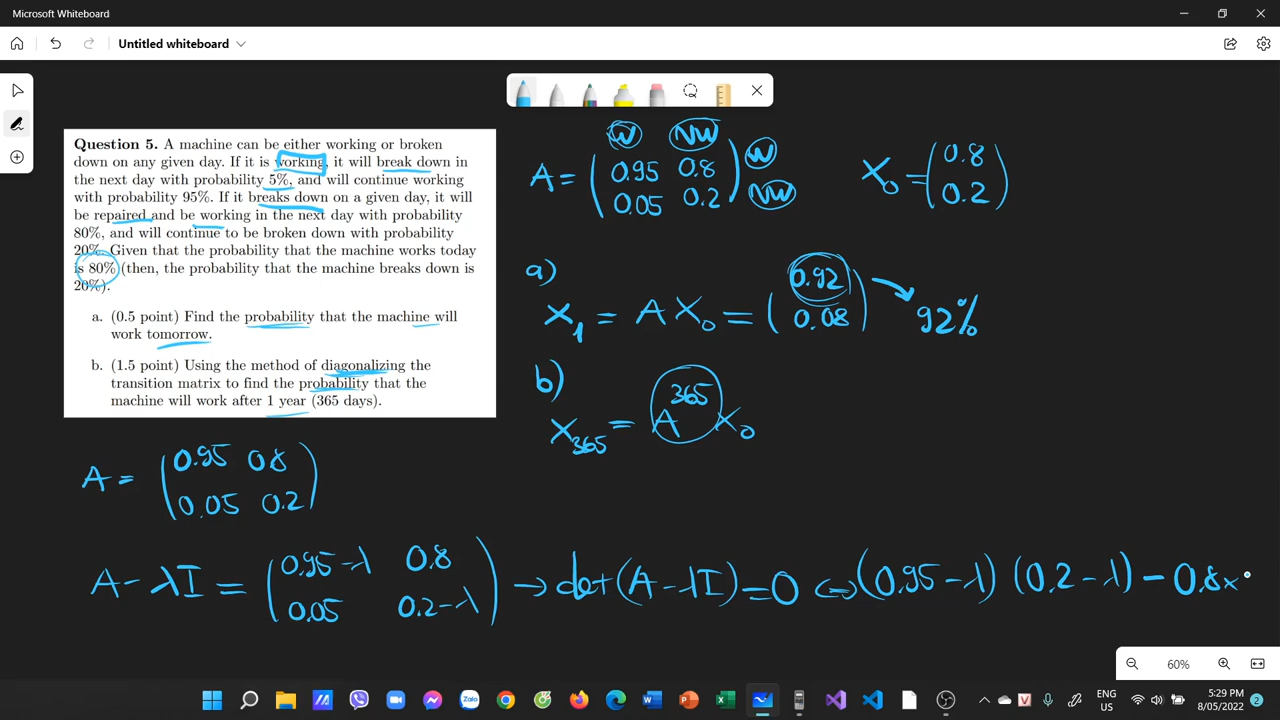 Microsoft Whiteboard
Untitled whiteboard
Question 5. A machine can be either working or broken
down on any given day. If it is working, it will break down in
the next day with probability 5%, and will continue working
with probability 95%. If it breaks down on a given day, it will
be repaired and be working in the next day with probability
80%, and will continue to be broken down with probability
20%. Given that the probability that the machine works today
is 80% (then, the probability that the machine breaks down is
20%).
a. (0.5 point) Find the probability that the machine will
work tomorrow.
b. (1.5 point) Using the method of diagonalizing the
transition matrix to find the probability that the
machine will work after 1 year (365 days).
W NW
A = (0.95 0.8) W
(0.05 0.2) NW
X₀ = (0.8)
(0.2)
a)
X₁ = A X₀ = (0.92) → 92%
(0.08)
b)
X₃₆₅ = A³⁶⁵ X₀
A = (0.95 0.8)
(0.05 0.2)
A - λI = (0.95-λ 0.8) → det(A - λI) = 0 ⇔ (0.95 - λ) (0.2 - λ) - 0.8x
(0.05 0.2-λ)
60%
Zalo
ENG
US
5:29 PM
8/05/2022
2